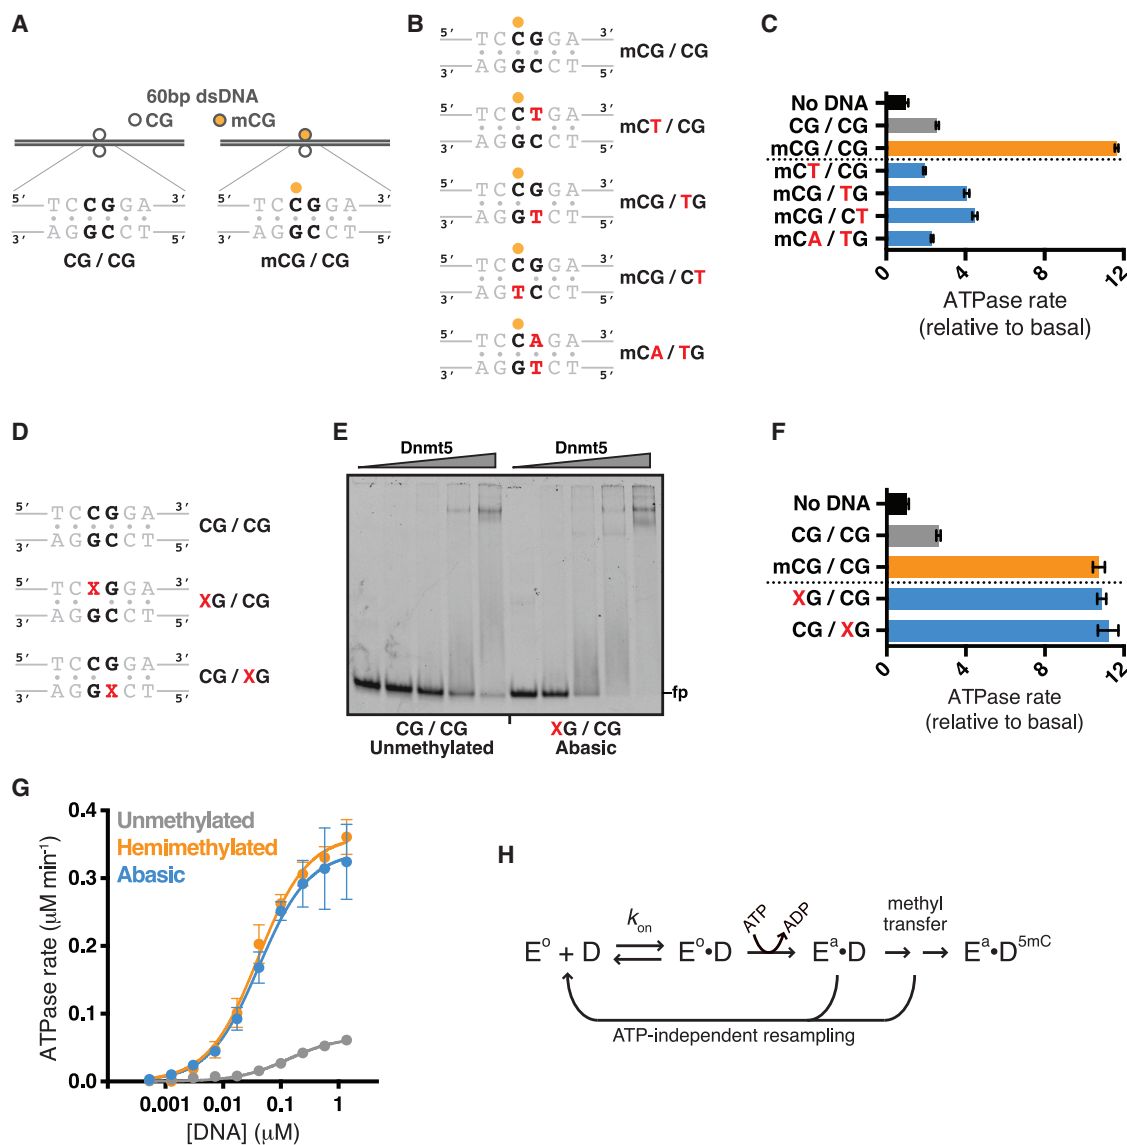 A
60bp dsDNA
CG mCG
5′ TCCGGA 3′
3′ AGGCCT 5′
CG / CG
5′ TCCGGA 3′
3′ AGGCCT 5′
mCG / CG
B
5′ TCCGGA 3′
3′ AGGCCT 5′
mCG / CG
5′ TCCTGA 3′
3′ AGGCCT 5′
mCT / CG
5′ TCCGGA 3′
3′ AGGTCT 5′
mCG / TG
5′ TCCGGA 3′
3′ AGTCCT 5′
mCG / CT
5′ TCCAGA 3′
3′ AGGTCT 5′
mCA / TG
C
No DNA
CG / CG
mCG / CG
mCT / CG
mCG / TG
mCG / CT
mCA / TG
0 4 8 12
ATPase rate
(relative to basal)
D
5′ TCCGGA 3′
3′ AGGCCT 5′
CG / CG
5′ TCXGGA 3′
3′ AGGCCT 5′
XG / CG
5′ TCCGGA 3′
3′ AGGXCT 5′
CG / XG
E
Dnmt5 Dnmt5
fp
CG / CG XG / CG
Unmethylated Abasic
F
No DNA
CG / CG
mCG / CG
XG / CG
CG / XG
0 4 8 12
ATPase rate
(relative to basal)
G
Unmethylated
Hemimethylated
Abasic
0.4
0.3
0.2
0.1
0.0
ATPase rate (μM min⁻¹)
0.001 0.01 0.1 1
[DNA] (μM)
H
methyl
transfer
kon ATP ADP
Eᵒ + D Eᵒ•D Eᵃ•D Eᵃ•D⁵ᵐC
ATP-independent resampling